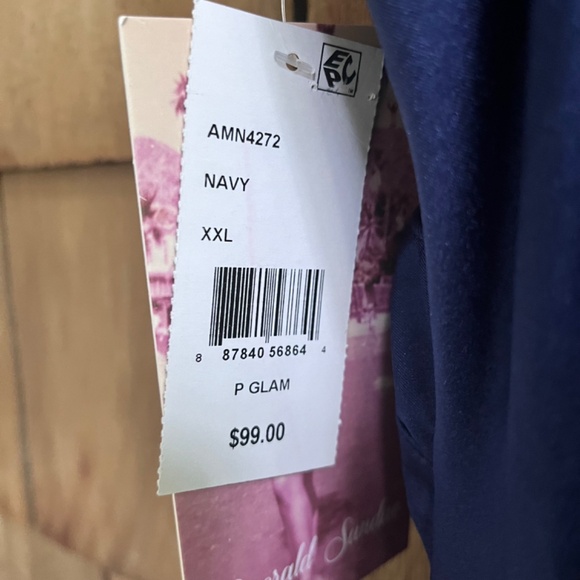 EPC
AMN4272
NAVY
XXL
8 87840 56864 4
P GLAM
$99.00